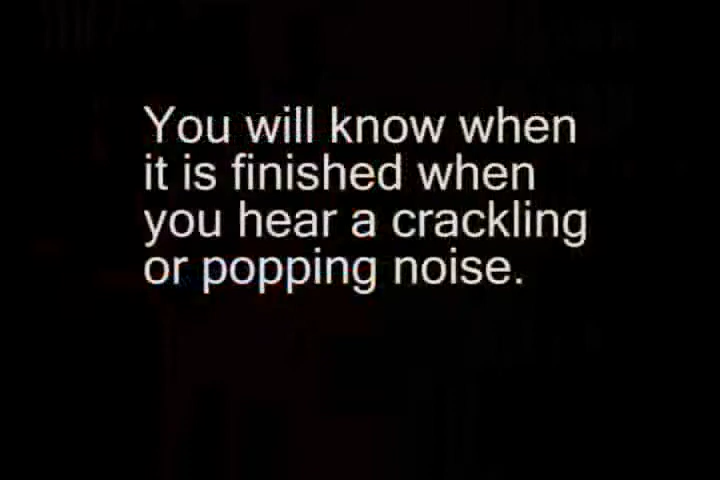 You will know when
it is finished when
you hear a crackling
or popping noise.